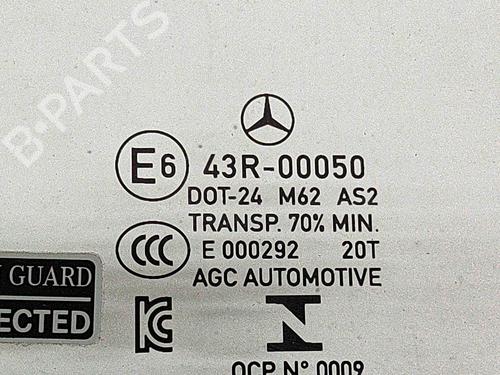 B-PARTS
E6 43R-00050
DOT-24 M62 AS2
TRANSP. 70% MIN.
CCC E 000292 20T
AGC AUTOMOTIVE
GUARD
ECTED
KC
OCP N° 0009